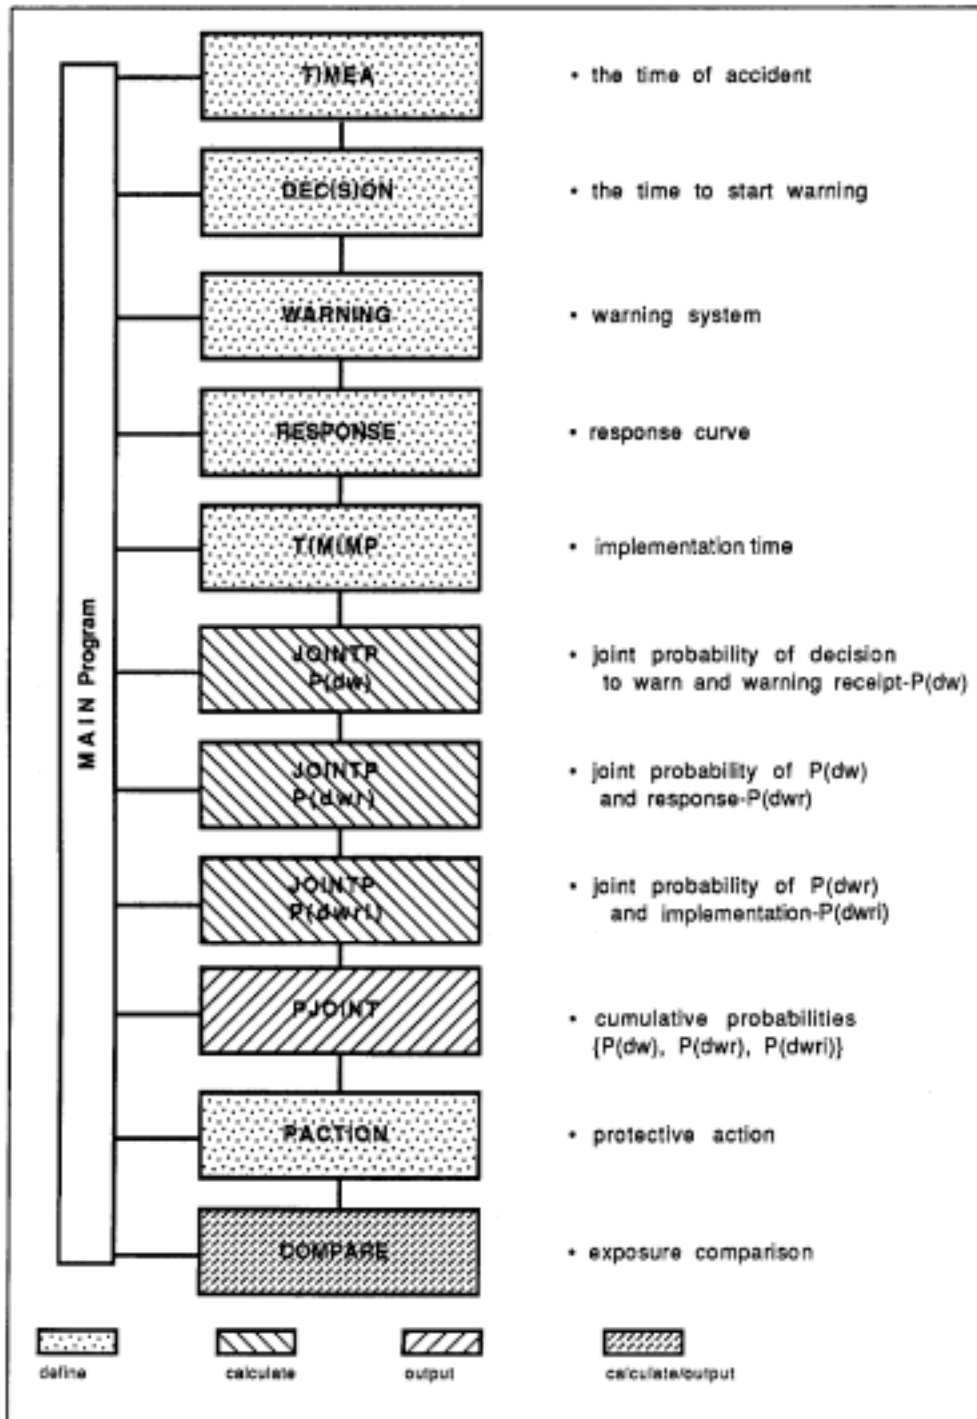 TIMEA
• the time of accident
DECISION
• the time to start warning
WARNING
• warning system
RESPONSE
• response curve
TIMIMP
• implementation time
MAIN Program
JOINTP
P(dw)
• joint probability of decision
to warn and warning receipt-P(dw)
JOINTP
P(dwr)
• joint probability of P(dw)
and response-P(dwr)
JOINTP
P(dwri)
• joint probability of P(dwr)
and implementation-P(dwri)
PJOINT
• cumulative probabilities
{P(dw), P(dwr), P(dwri)}
PACTION
• protective action
COMPARE
• exposure comparison
define
calculate
output
calculate/output